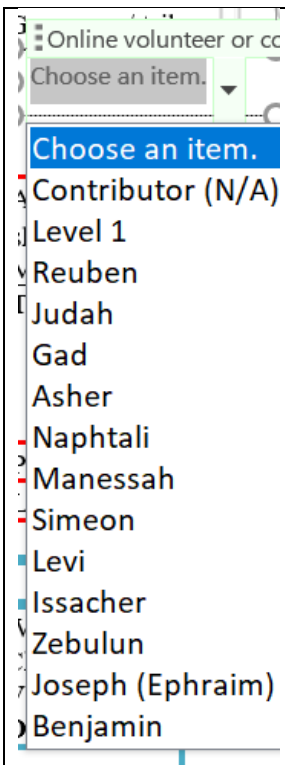 Online volunteer or co
Choose an item.
Choose an item.
Contributor (N/A)
Level 1
Reuben
Judah
Gad
Asher
Naphtali
Manessah
Simeon
Levi
Issacher
Zebulun
Joseph (Ephraim)
Benjamin